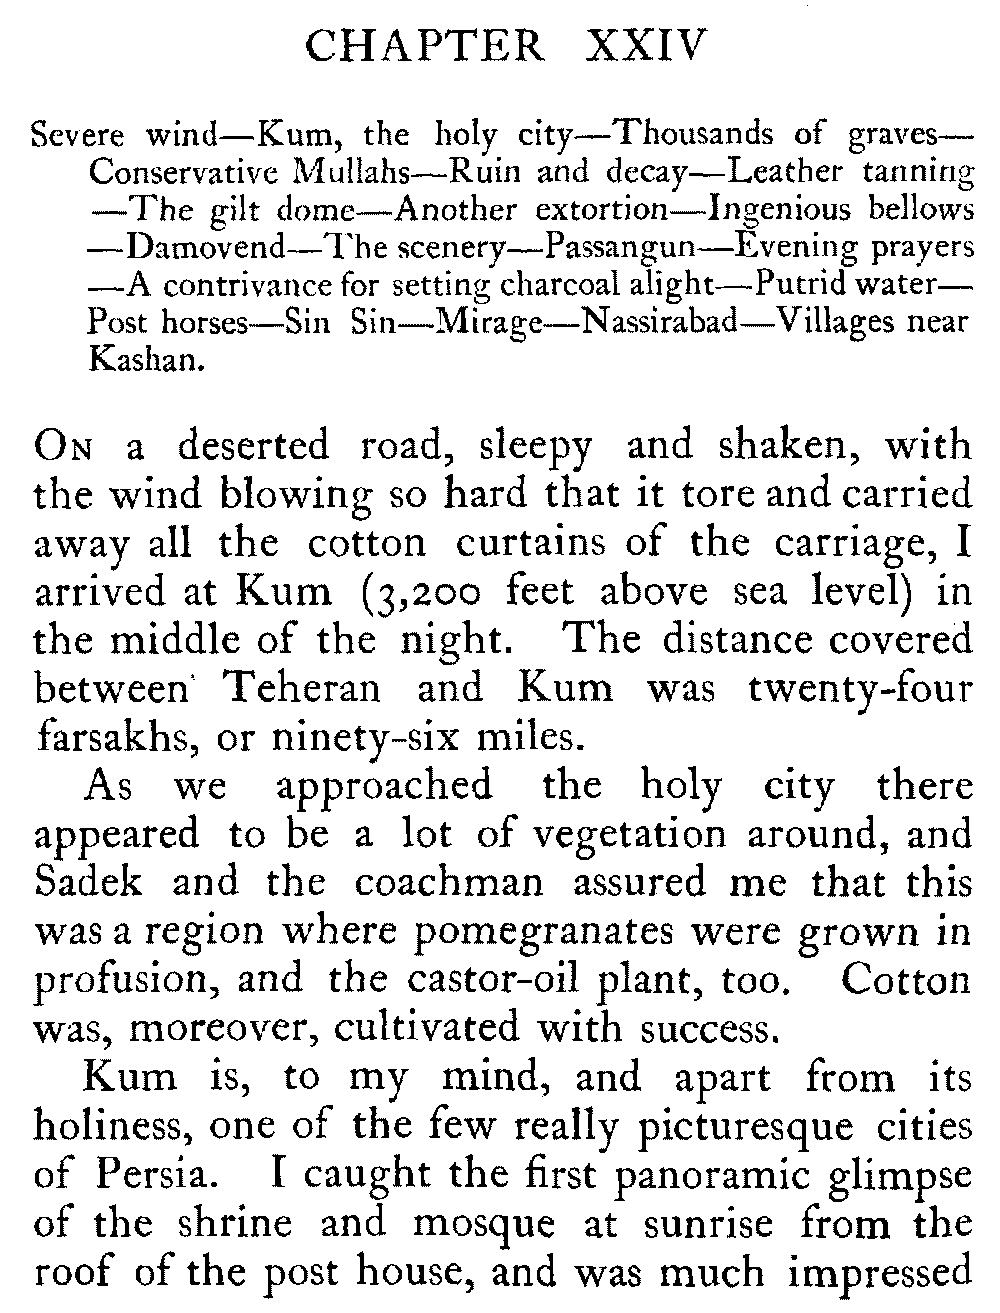 CHAPTER XXIV
Severe wind—Kum, the holy city—Thousands of graves—
Conservative Mullahs—Ruin and decay—Leather tanning
—The gilt dome—Another extortion—Ingenious bellows
—Damovend—The scenery—Passangun—Evening prayers
—A contrivance for setting charcoal alight—Putrid water—
Post horses—Sin Sin—Mirage—Nassirabad—Villages near
Kashan.
ON a deserted road, sleepy and shaken, with
the wind blowing so hard that it tore and carried
away all the cotton curtains of the carriage, I
arrived at Kum (3,200 feet above sea level) in
the middle of the night. The distance covered
between Teheran and Kum was twenty-four
farsakhs, or ninety-six miles.
As we approached the holy city there
appeared to be a lot of vegetation around, and
Sadek and the coachman assured me that this
was a region where pomegranates were grown in
profusion, and the castor-oil plant, too. Cotton
was, moreover, cultivated with success.
Kum is, to my mind, and apart from its
holiness, one of the few really picturesque cities
of Persia. I caught the first panoramic glimpse
of the shrine and mosque at sunrise from the
roof of the post house, and was much impressed